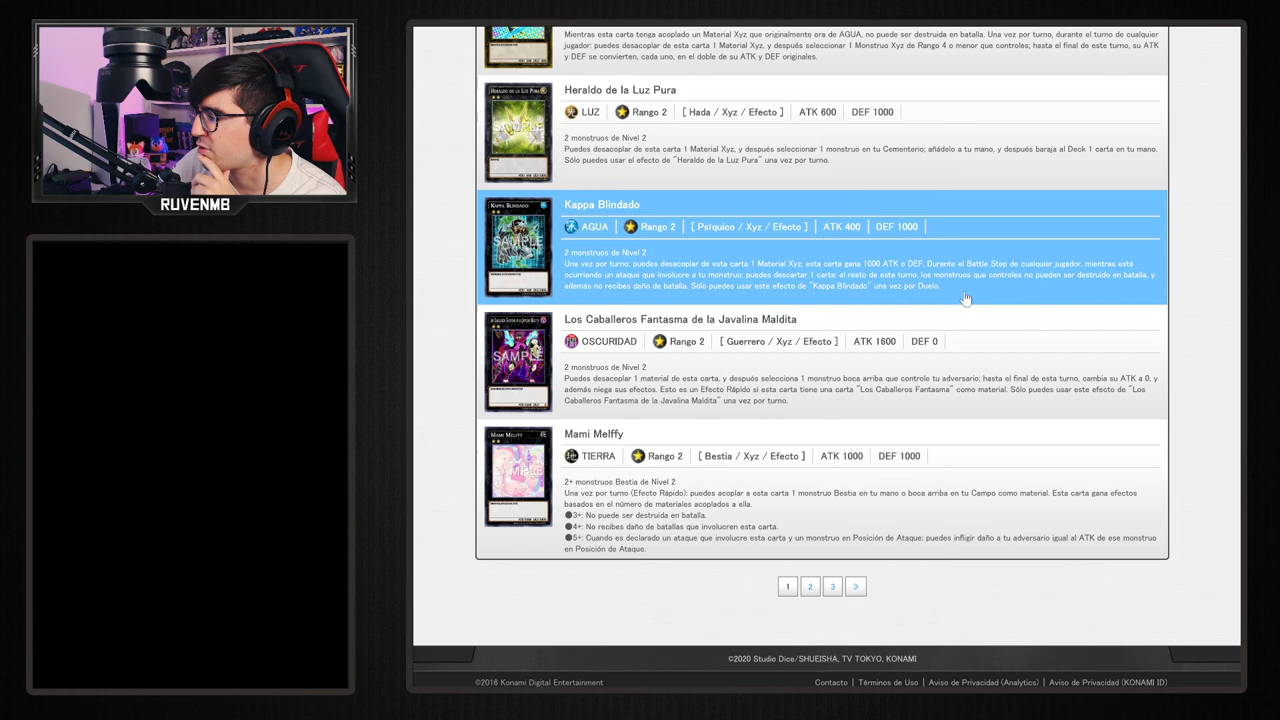 Mientras esta carta tenga acoplado un Material Xyz que originalmente era de AGUA, no puede ser destruida en batalla. Una vez por turno, durante el turno de cualquier
jugador: puedes desacoplar de esta carta 1 Material Xyz, y después seleccionar 1 Monstruo Xyz de Rango 4 o menor que controles; hasta el final de este turno, su ATK
y DEF se convierten, cada uno, en el doble de su ATK y DEF originales.
HERALDO DE LA LUZ PURA
SAMPLE
Heraldo de la Luz Pura
LUZ Rango 2 [ Hada / Xyz / Efecto ] ATK 600 DEF 1000
2 monstruos de Nivel 2
Puedes desacoplar de esta carta 1 Material Xyz, y después seleccionar 1 monstruo en tu Cementerio; añádelo a tu mano, y después baraja al Deck 1 carta en tu mano.
Sólo puedes usar el efecto de "Heraldo de la Luz Pura" una vez por turno.
RUVENMB
KAPPA BLINDADO
SAMPLE
Kappa Blindado
AGUA Rango 2 [ Psíquico / Xyz / Efecto ] ATK 400 DEF 1000
2 monstruos de Nivel 2
Una vez por turno: puedes desacoplar de esta carta 1 Material Xyz; esta carta gana 1000 ATK o DEF. Durante el Battle Step de cualquier jugador, mientras esté
ocurriendo un ataque que involucre a tu monstruo: puedes descartar 1 carta; el resto de este turno, los monstruos que controles no pueden ser destruido en batalla, y
además no recibes daño de batalla. Sólo puedes usar este efecto de "Kappa Blindado" una vez por Duelo.
SAMPLE
Los Caballeros Fantasma de la Javalina Maldita
OSCURIDAD Rango 2 [ Guerrero / Xyz / Efecto ] ATK 1600 DEF 0
2 monstruos de Nivel 2
Puedes desacoplar 1 material de esta carta, y después selecciona 1 monstruo boca arriba que controle tu adversario; hasta el final de este turno, cambia su ATK a 0, y
además niega sus efectos. Esto es un Efecto Rápido si esta carta tiene una carta "Los Caballeros Fantasma" como material. Sólo puedes usar este efecto de "Los
Caballeros Fantasma de la Javalina Maldita" una vez por turno.
MAMI MELFFY
SAMPLE
Mami Melffy
TIERRA Rango 2 [ Bestia / Xyz / Efecto ] ATK 1000 DEF 1000
2+ monstruos Bestia de Nivel 2
Una vez por turno (Efecto Rápido): puedes acoplar a esta carta 1 monstruo Bestia en tu mano o boca arriba en tu Campo como material. Esta carta gana efectos
basados en el número de materiales acoplados a ella.
●3+: No puede ser destruida en batalla.
●4+: No recibes daño de batallas que involucren esta carta.
●5+: Cuando es declarado un ataque que involucre esta carta y un monstruo en Posición de Ataque: puedes infligir daño a tu adversario igual al ATK de ese monstruo
en Posición de Ataque.
1 2 3 »
©2020 Studio Dice/SHUEISHA, TV TOKYO, KONAMI
©2016 Konami Digital Entertainment
Contacto | Términos de Uso | Aviso de Privacidad (Analytics) | Aviso de Privacidad (KONAMI ID)